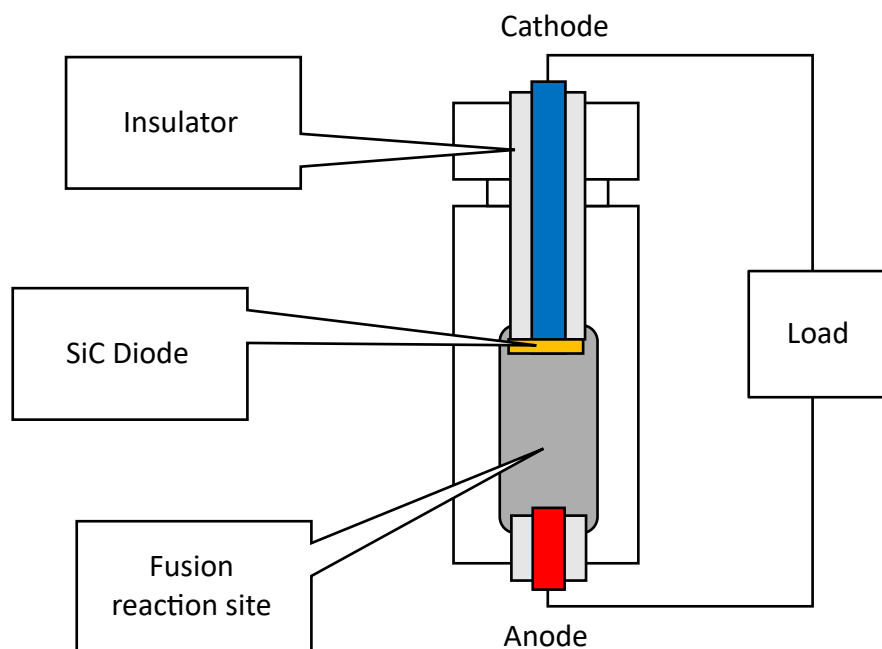 Cathode
Insulator
SiC Diode
Load
Fusion
reaction site
Anode